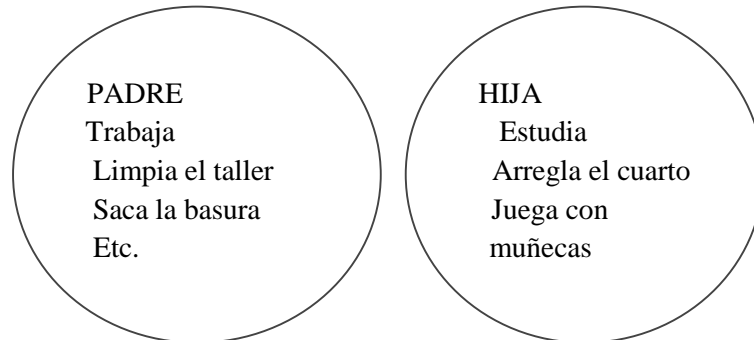 PADRE
Trabaja
Limpia el taller
Saca la basura
Etc.
HIJA
Estudia
Arregla el cuarto
Juega con
muñecas